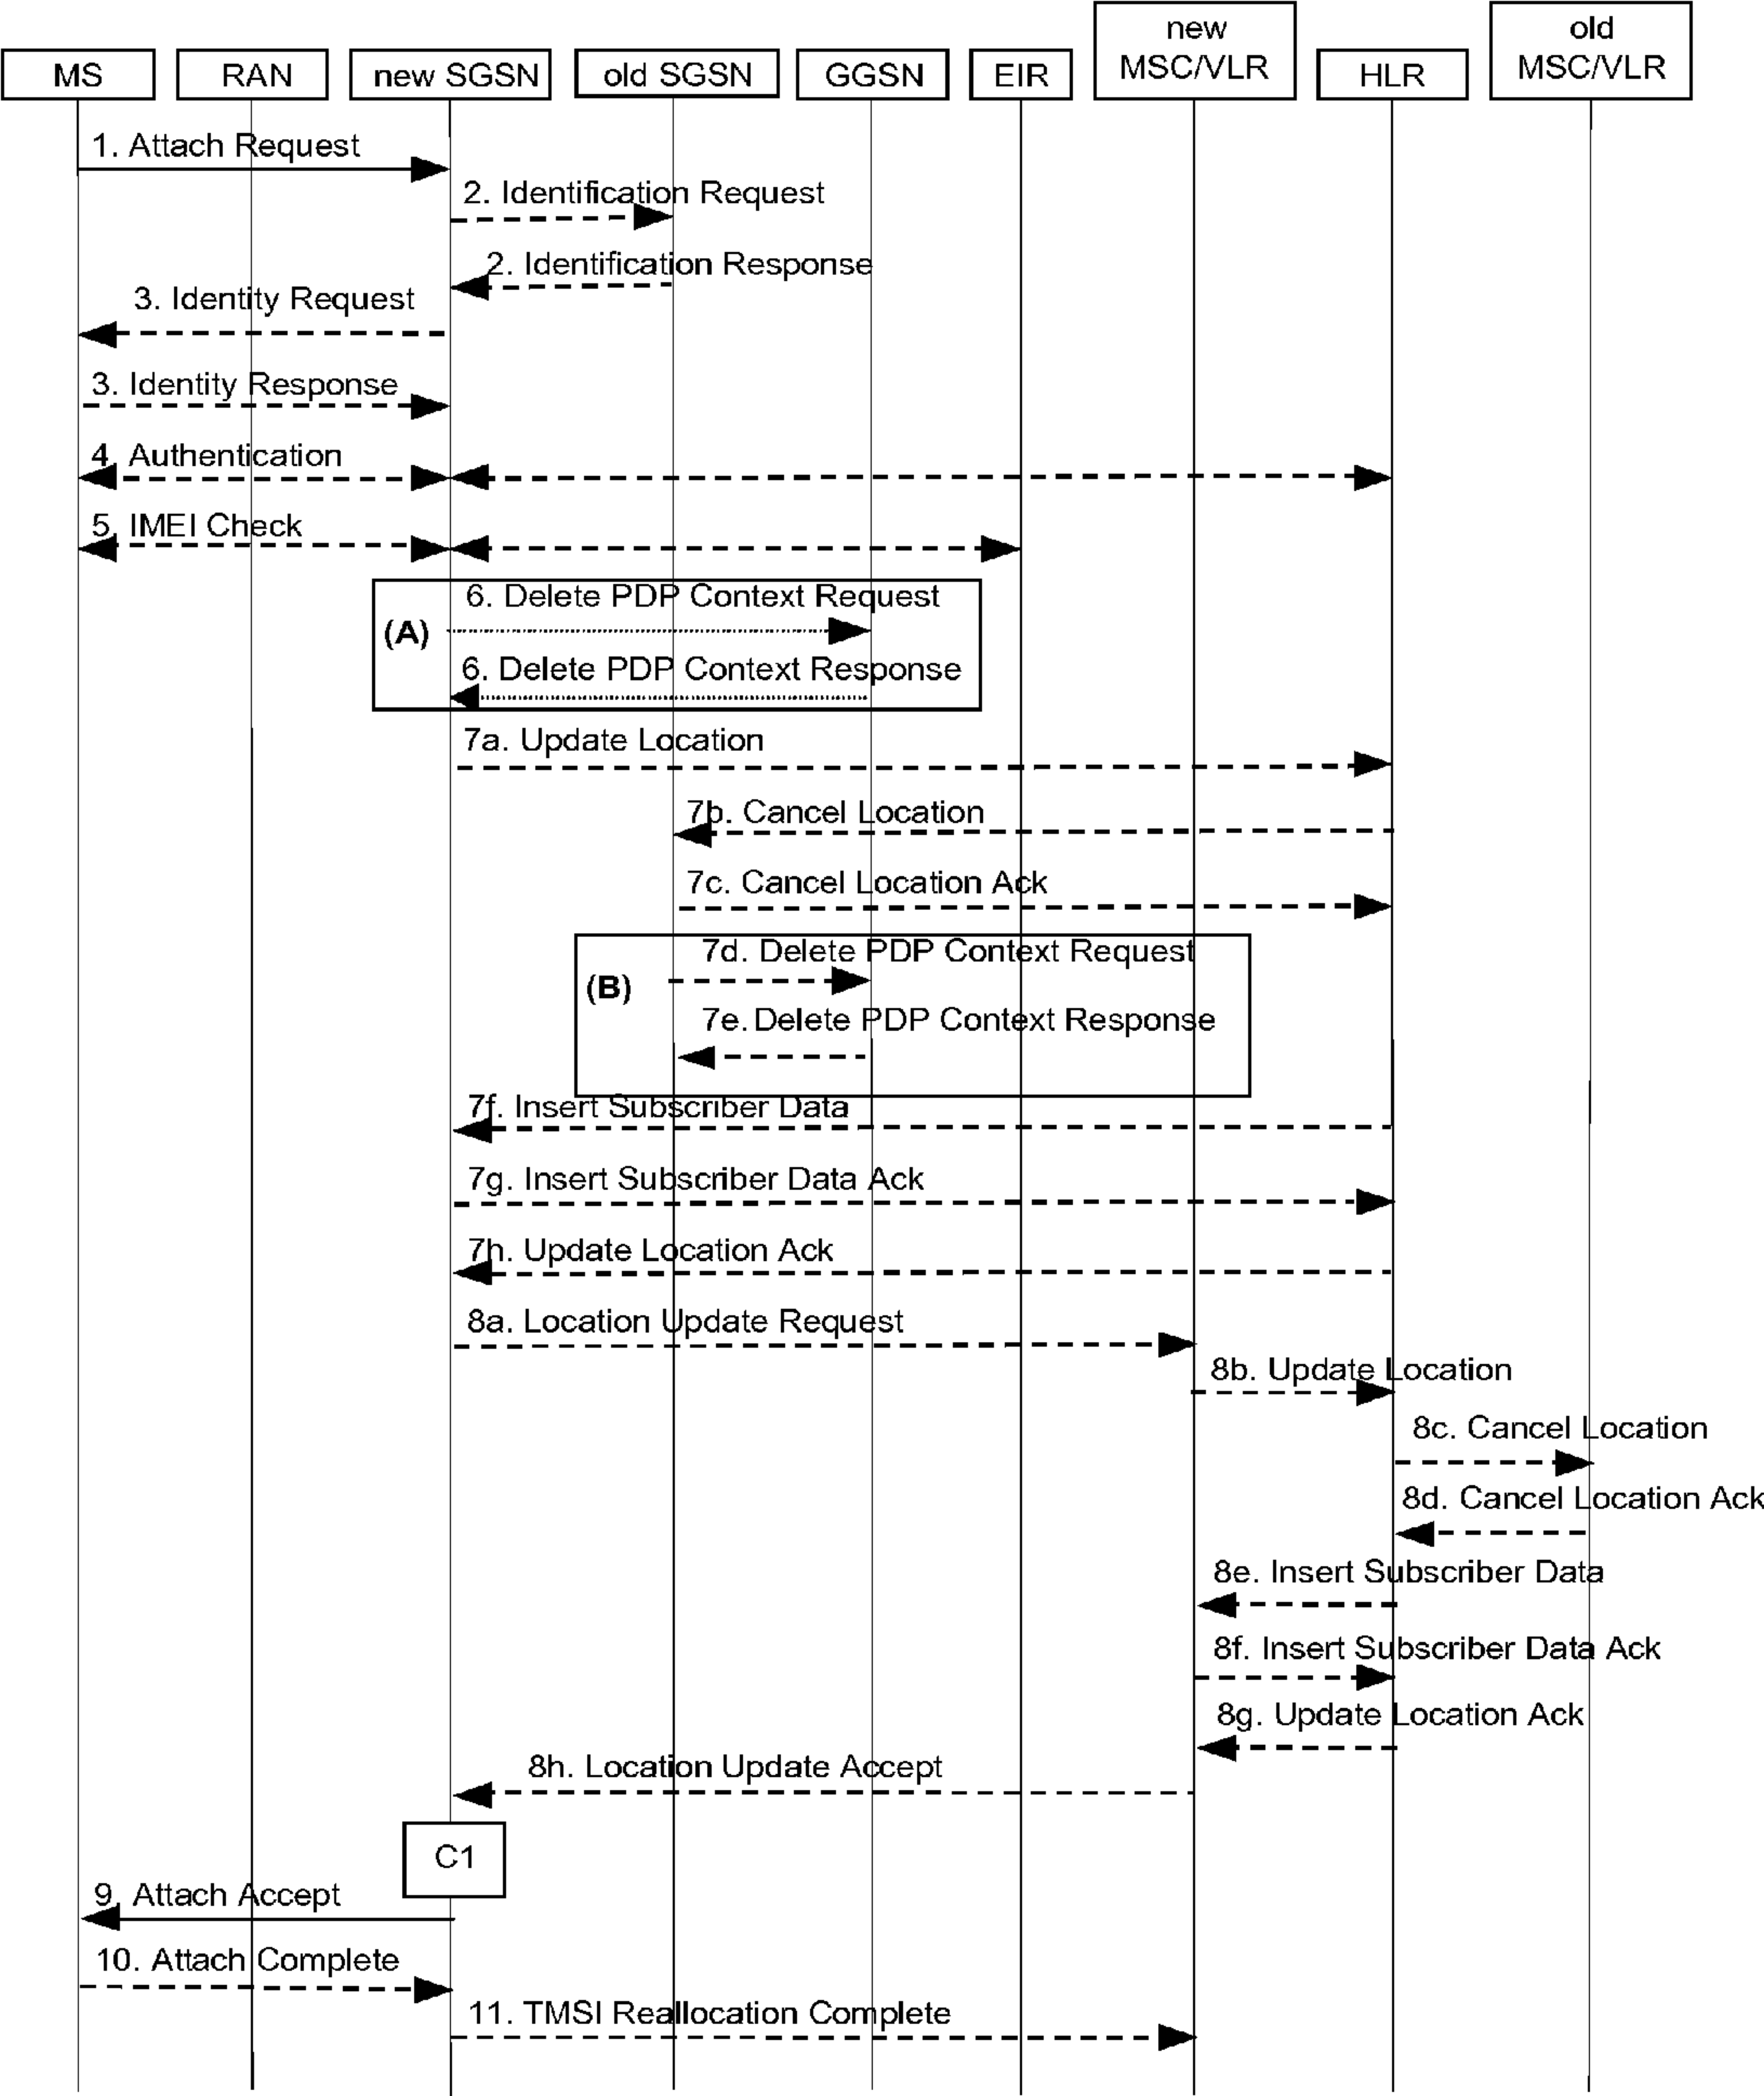 MS
RAN
new SGSN
old SGSN
GGSN
EIR
new
MSC/VLR
HLR
old
MSC/VLR
1. Attach Request
2. Identification Request
2. Identification Response
3. Identity Request
3. Identity Response
4. Authentication
5. IMEI Check
(A)
6. Delete PDP Context Request
6. Delete PDP Context Response
7a. Update Location
7b. Cancel Location
7c. Cancel Location Ack
(B)
7d. Delete PDP Context Request
7e. Delete PDP Context Response
7f. Insert Subscriber Data
7g. Insert Subscriber Data Ack
7h. Update Location Ack
8a. Location Update Request
8b. Update Location
8c. Cancel Location
8d. Cancel Location Ack
8e. Insert Subscriber Data
8f. Insert Subscriber Data Ack
8g. Update Location Ack
8h. Location Update Accept
C1
9. Attach Accept
10. Attach Complete
11. TMSI Reallocation Complete